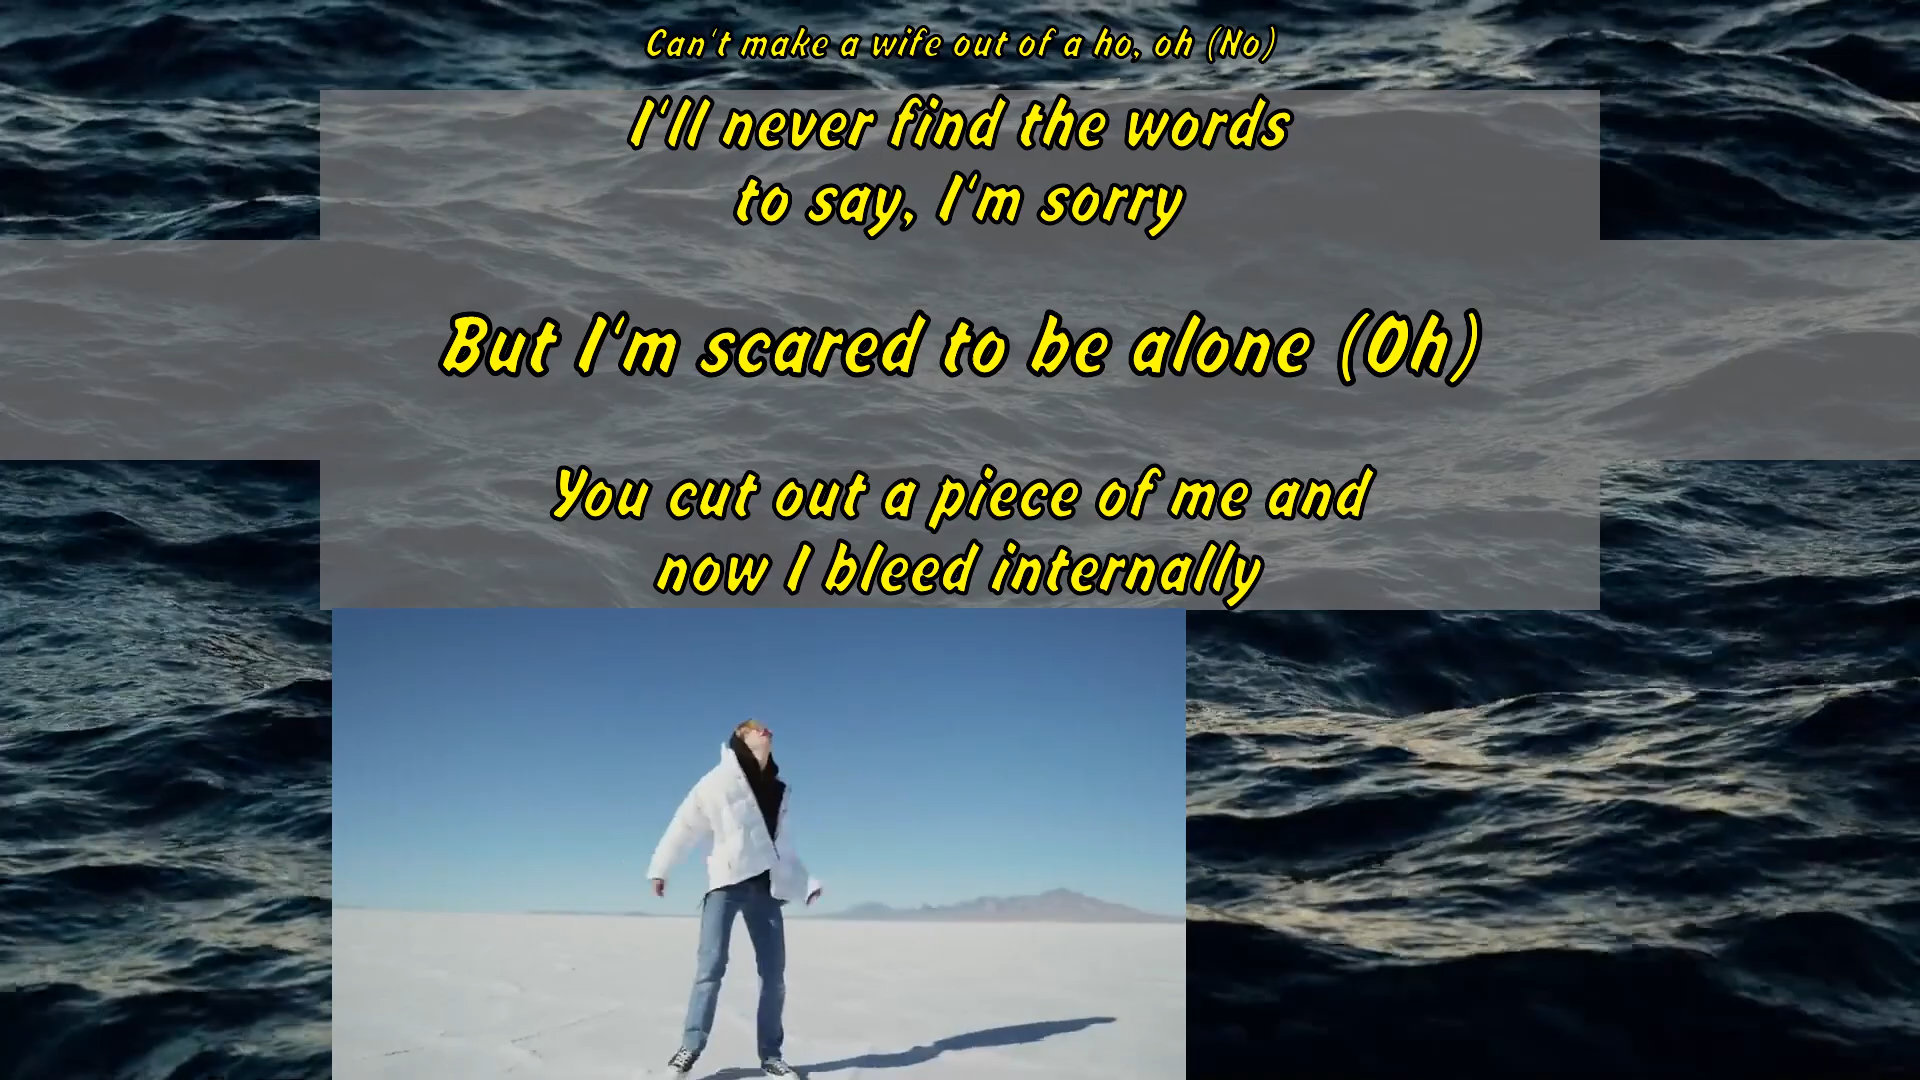 Can't make a wife out of a ho, oh (No)
I'll never find the words
to say, I'm sorry
But I'm scared to be alone (Oh)
You cut out a piece of me and
now I bleed internally